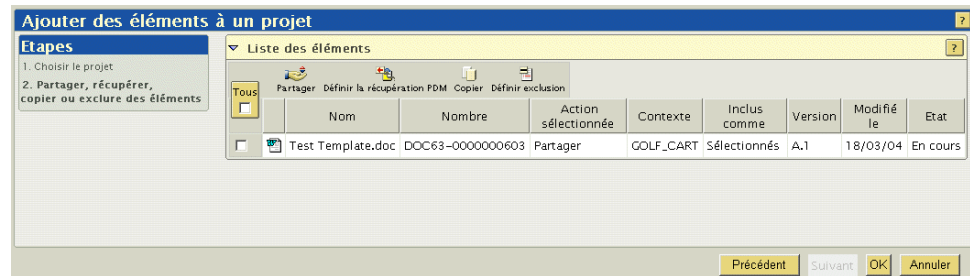 Ajouter des éléments à un projet ?
Etapes
1. Choisir le projet
2. Partager, récupérer,
copier ou exclure des éléments
Liste des éléments ?
Tous
Partager Définir la récupération PDM Copier Définir exclusion
Nom Nombre Action sélectionnée Contexte Inclus comme Version Modifié le Etat
Test Template.doc DOC63-0000000603 Partager GOLF_CART Sélectionnés A.1 18/03/04 En cours
Précédent Suivant OK Annuler